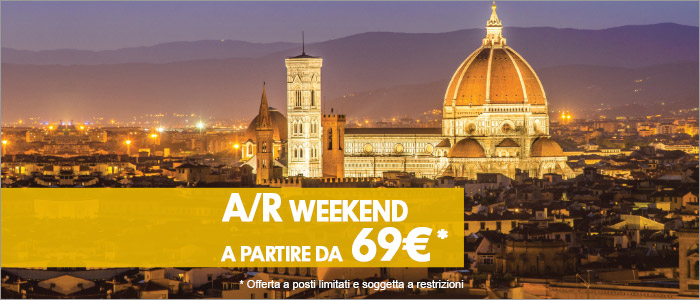 A/R WEEKEND
A PARTIRE DA 69€*
* Offerta a posti limitati e soggetta a restrizioni